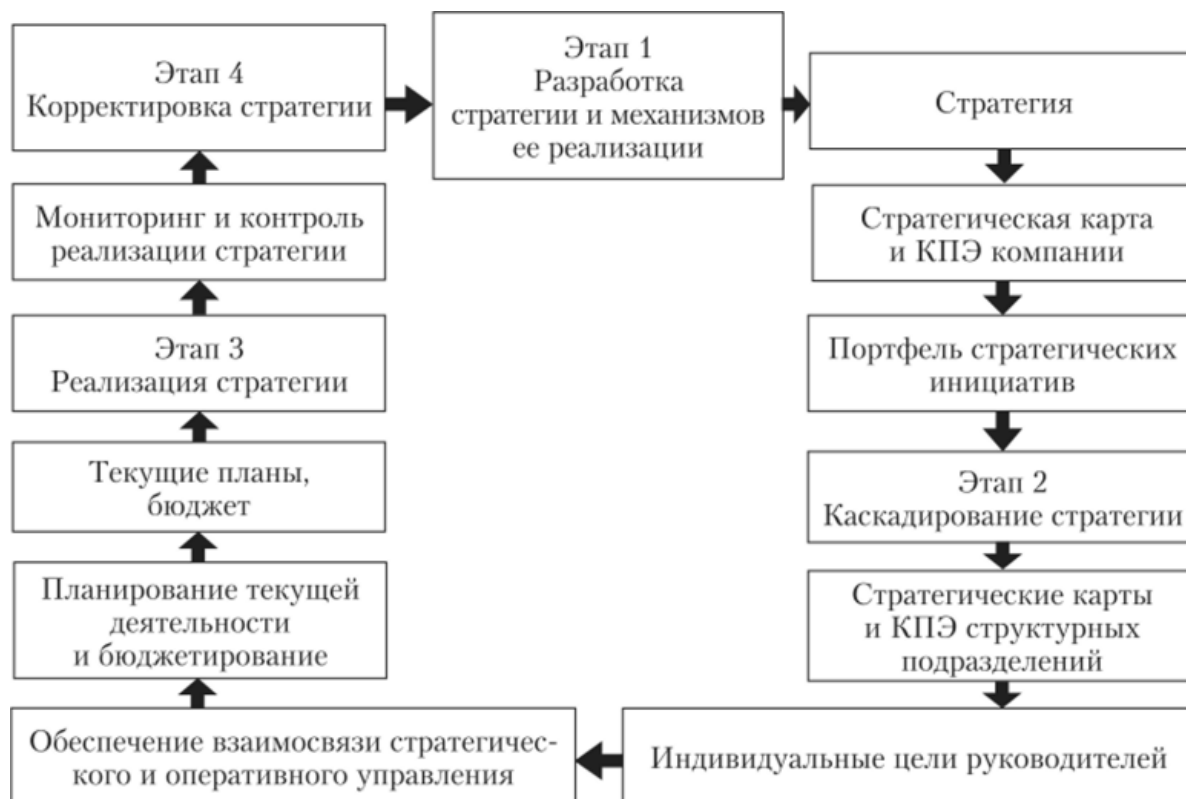 Этап 4
Корректировка стратегии
Этап 1
Разработка
стратегии и механизмов
ее реализации
Стратегия
Стратегическая карта
и КПЭ компании
Портфель стратегических
инициатив
Этап 2
Каскадирование стратегии
Стратегические карты
и КПЭ структурных
подразделений
Индивидуальные цели руководителей
Обеспечение взаимосвязи стратегичес-
кого и оперативного управления
Планирование текущей
деятельности
и бюджетирование
Текущие планы,
бюджет
Этап 3
Реализация стратегии
Мониторинг и контроль
реализации стратегии